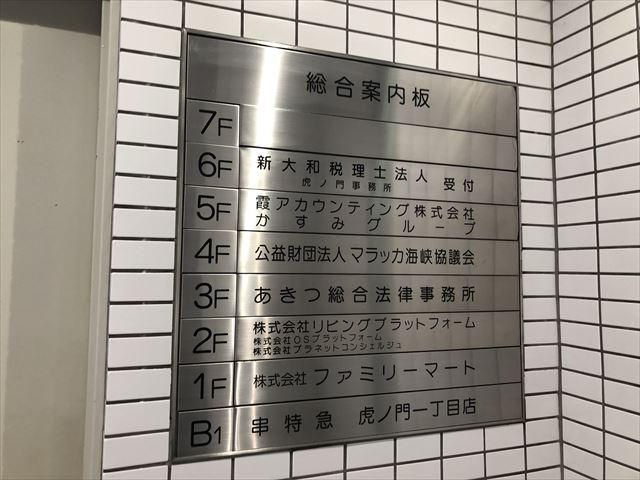 総合案内板
7F
6F 新大和税理士法人 受付
虎ノ門事務所
5F 霞アカウンティング株式会社
かすみグループ
4F 公益財団法人マラッカ海峡協議会
3F あきつ総合法律事務所
2F 株式会社リビングプラットフォーム
株式会社OSプラットフォーム
株式会社プラネットコンシェルジュ
1F 株式会社 ファミリーマート
B1 串特急 虎ノ門一丁目店